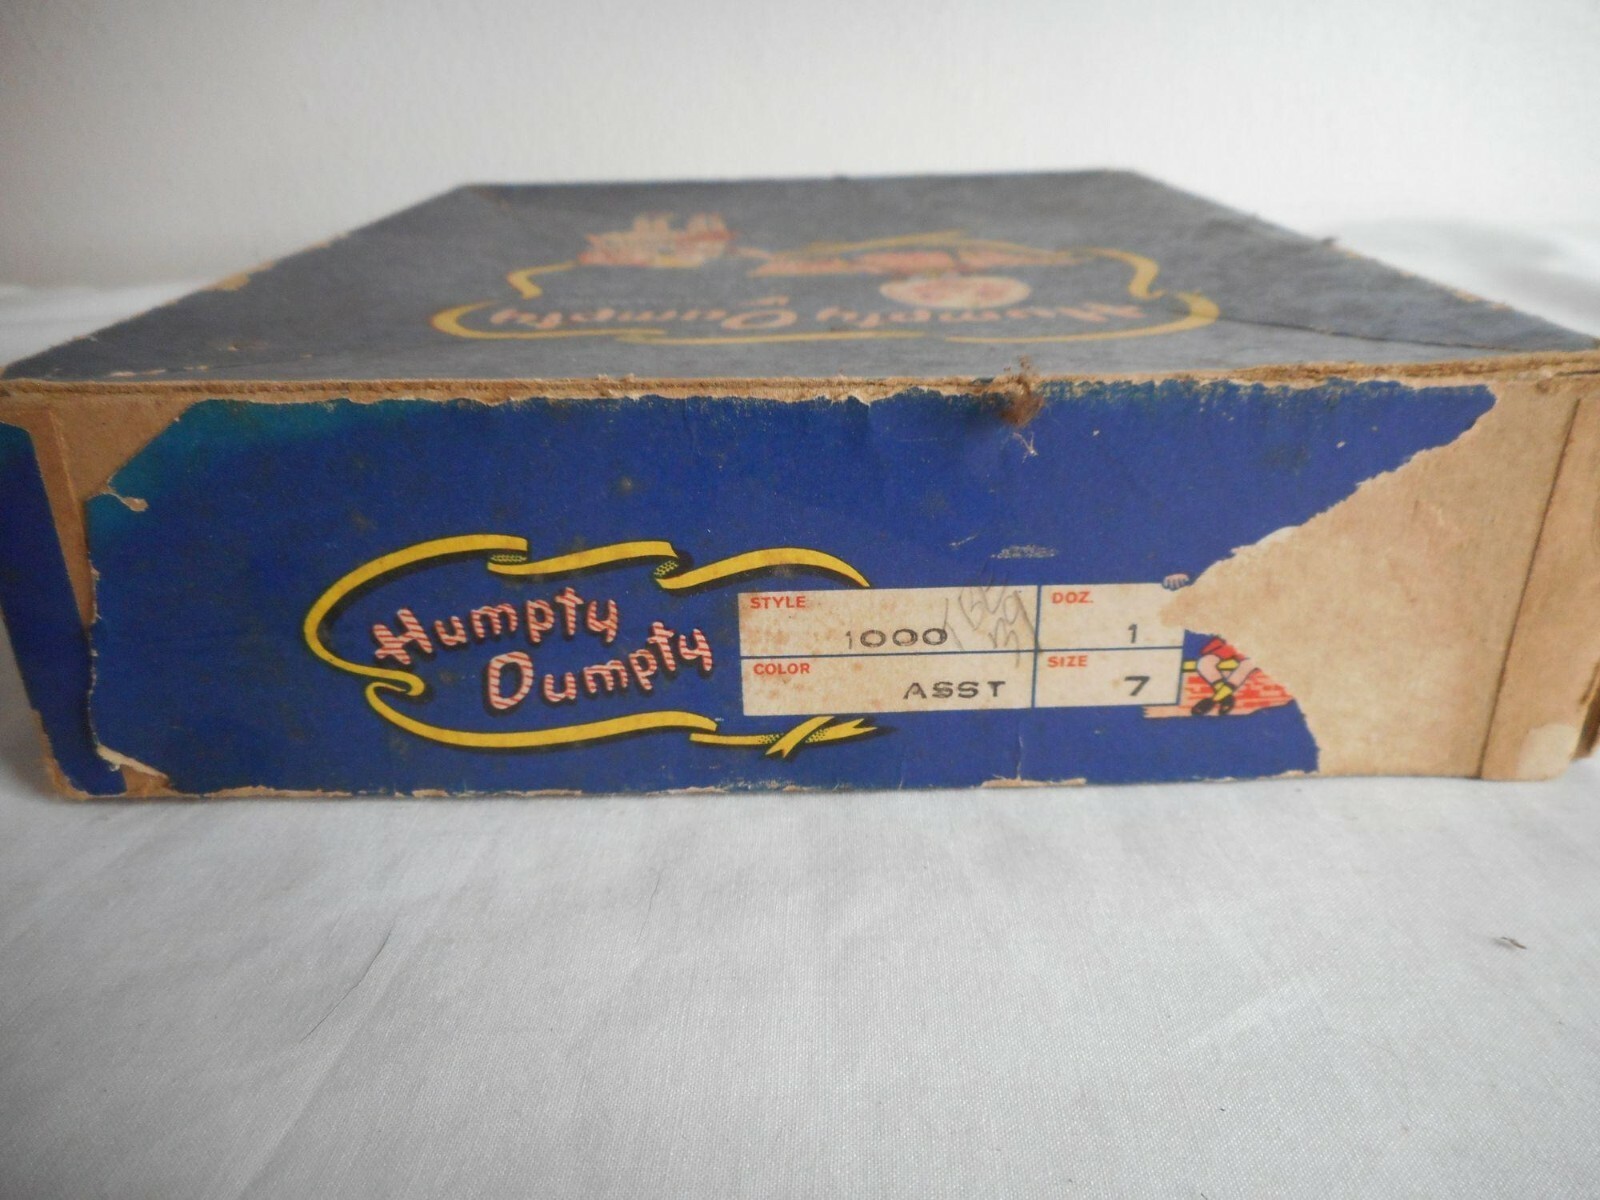 Humpty Dumpty
Humpty
Dumpty
STYLE
1000
DOZ.
1
COLOR
ASST
SIZE
7